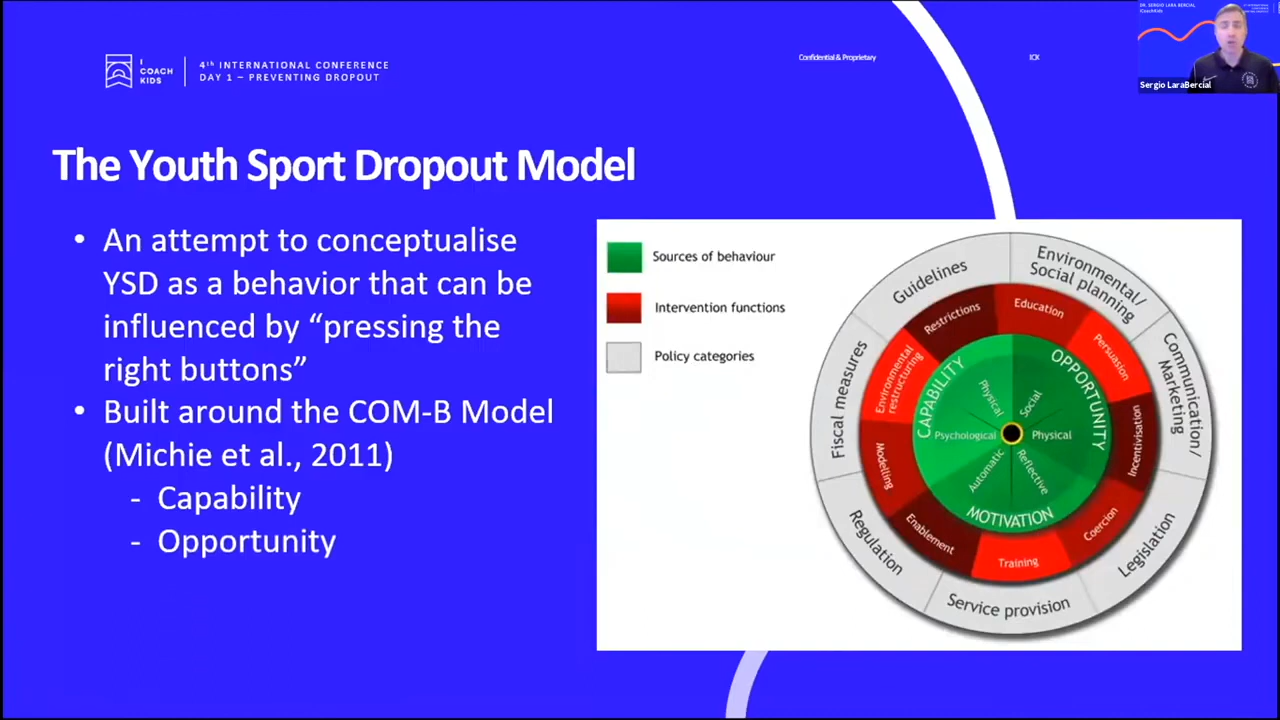 I
COACH
KIDS
4th INTERNATIONAL CONFERENCE
DAY 1 – PREVENTING DROPOUT
Confidential & Proprietary
ICK
DR. SERGIO LARA BERCIAL
Sergio LaraBercial
The Youth Sport Dropout Model
• An attempt to conceptualise
YSD as a behavior that can be
influenced by “pressing the
right buttons”
• Built around the COM-B Model
(Michie et al., 2011)
- Capability
- Opportunity
Sources of behaviour
Intervention functions
Policy categories
Guidelines
Environmental/
Social planning
Communication/
Marketing
Legislation
Service provision
Regulation
Fiscal measures
Restrictions
Education
Persuasion
Incentivisation
Coercion
Training
Enablement
Modelling
Environmental
restructuring
CAPABILITY
OPPORTUNITY
MOTIVATION
Physical
Social
Psychological
Physical
Automatic
Reflective